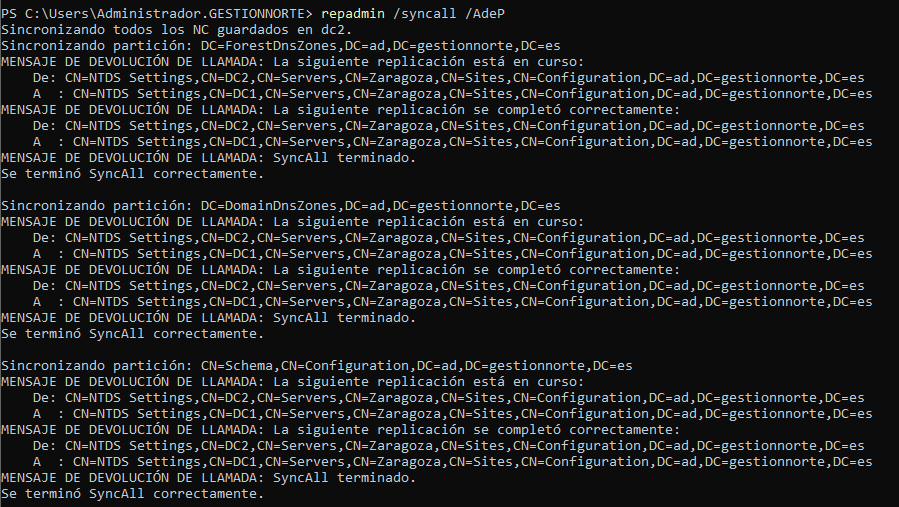 PS C:\Users\Administrador.GESTIONNORTE> repadmin /syncall /AdeP
Sincronizando todos los NC guardados en dc2.
Sincronizando partición: DC=ForestDnsZones,DC=ad,DC=gestionnorte,DC=es
MENSAJE DE DEVOLUCIÓN DE LLAMADA: La siguiente replicación está en curso:
    De: CN=NTDS Settings,CN=DC2,CN=Servers,CN=Zaragoza,CN=Sites,CN=Configuration,DC=ad,DC=gestionnorte,DC=es
    A  : CN=NTDS Settings,CN=DC1,CN=Servers,CN=Zaragoza,CN=Sites,CN=Configuration,DC=ad,DC=gestionnorte,DC=es
MENSAJE DE DEVOLUCIÓN DE LLAMADA: La siguiente replicación se completó correctamente:
    De: CN=NTDS Settings,CN=DC2,CN=Servers,CN=Zaragoza,CN=Sites,CN=Configuration,DC=ad,DC=gestionnorte,DC=es
    A  : CN=NTDS Settings,CN=DC1,CN=Servers,CN=Zaragoza,CN=Sites,CN=Configuration,DC=ad,DC=gestionnorte,DC=es
MENSAJE DE DEVOLUCIÓN DE LLAMADA: SyncAll terminado.
Se terminó SyncAll correctamente.

Sincronizando partición: DC=DomainDnsZones,DC=ad,DC=gestionnorte,DC=es
MENSAJE DE DEVOLUCIÓN DE LLAMADA: La siguiente replicación está en curso:
    De: CN=NTDS Settings,CN=DC2,CN=Servers,CN=Zaragoza,CN=Sites,CN=Configuration,DC=ad,DC=gestionnorte,DC=es
    A  : CN=NTDS Settings,CN=DC1,CN=Servers,CN=Zaragoza,CN=Sites,CN=Configuration,DC=ad,DC=gestionnorte,DC=es
MENSAJE DE DEVOLUCIÓN DE LLAMADA: La siguiente replicación se completó correctamente:
    De: CN=NTDS Settings,CN=DC2,CN=Servers,CN=Zaragoza,CN=Sites,CN=Configuration,DC=ad,DC=gestionnorte,DC=es
    A  : CN=NTDS Settings,CN=DC1,CN=Servers,CN=Zaragoza,CN=Sites,CN=Configuration,DC=ad,DC=gestionnorte,DC=es
MENSAJE DE DEVOLUCIÓN DE LLAMADA: SyncAll terminado.
Se terminó SyncAll correctamente.

Sincronizando partición: CN=Schema,CN=Configuration,DC=ad,DC=gestionnorte,DC=es
MENSAJE DE DEVOLUCIÓN DE LLAMADA: La siguiente replicación está en curso:
    De: CN=NTDS Settings,CN=DC2,CN=Servers,CN=Zaragoza,CN=Sites,CN=Configuration,DC=ad,DC=gestionnorte,DC=es
    A  : CN=NTDS Settings,CN=DC1,CN=Servers,CN=Zaragoza,CN=Sites,CN=Configuration,DC=ad,DC=gestionnorte,DC=es
MENSAJE DE DEVOLUCIÓN DE LLAMADA: La siguiente replicación se completó correctamente:
    De: CN=NTDS Settings,CN=DC2,CN=Servers,CN=Zaragoza,CN=Sites,CN=Configuration,DC=ad,DC=gestionnorte,DC=es
    A  : CN=NTDS Settings,CN=DC1,CN=Servers,CN=Zaragoza,CN=Sites,CN=Configuration,DC=ad,DC=gestionnorte,DC=es
MENSAJE DE DEVOLUCIÓN DE LLAMADA: SyncAll terminado.
Se terminó SyncAll correctamente.